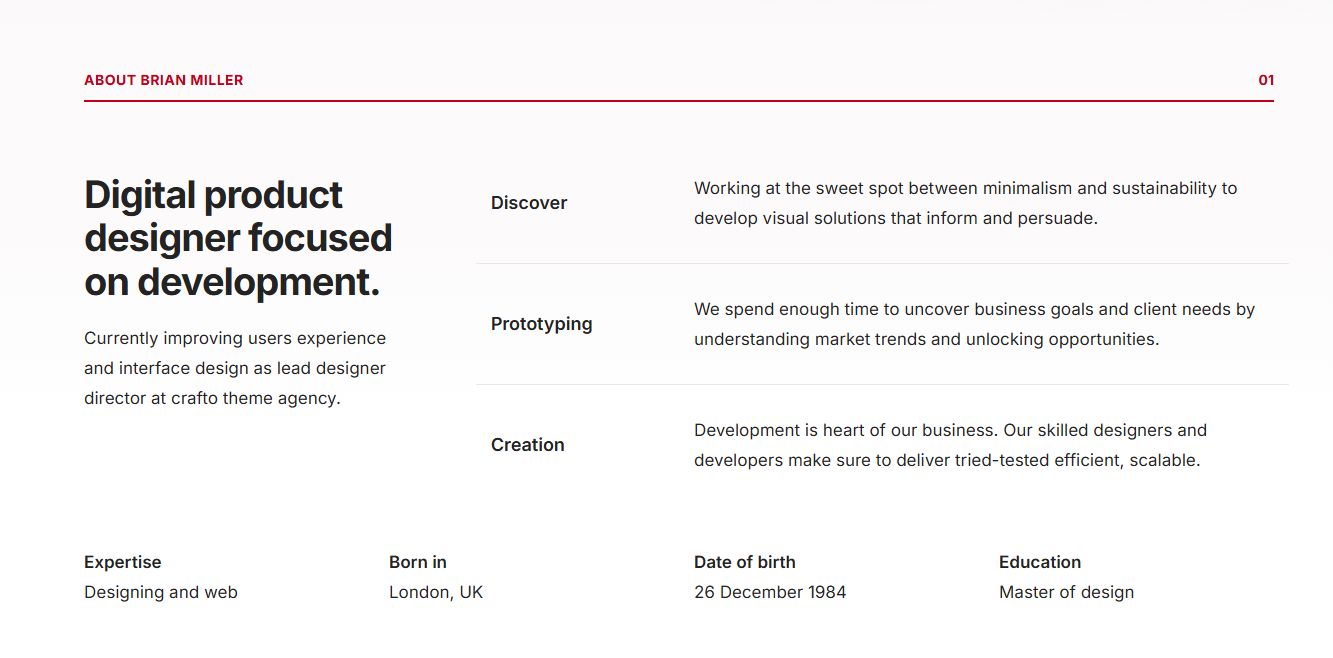 ABOUT BRIAN MILLER
01
Digital product
designer focused
on development.
Currently improving users experience
and interface design as lead designer
director at crafto theme agency.
Discover
Working at the sweet spot between minimalism and sustainability to
develop visual solutions that inform and persuade.
Prototyping
We spend enough time to uncover business goals and client needs by
understanding market trends and unlocking opportunities.
Creation
Development is heart of our business. Our skilled designers and
developers make sure to deliver tried-tested efficient, scalable.
Expertise
Designing and web
Born in
London, UK
Date of birth
26 December 1984
Education
Master of design